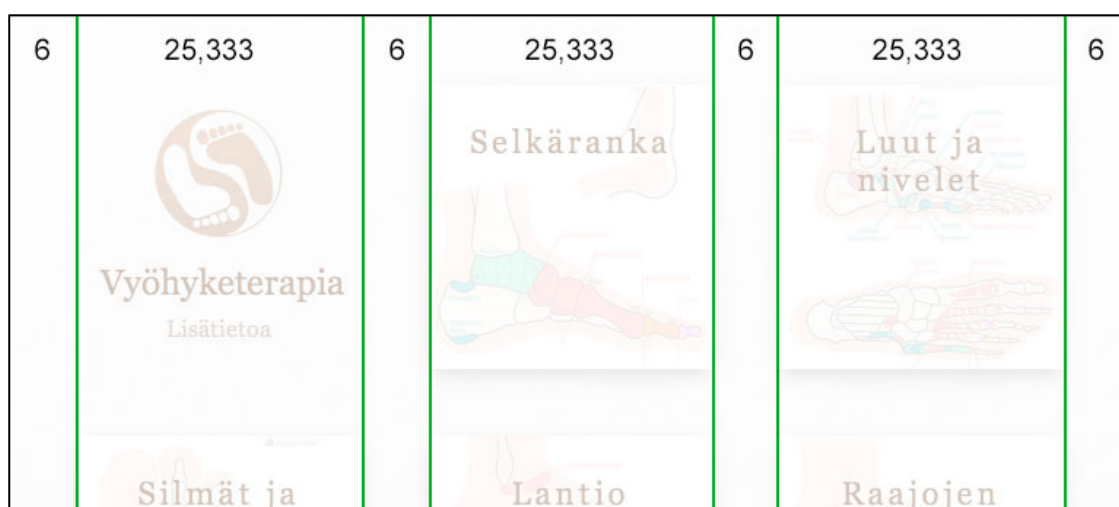 6 25,333 6 25,333 6 25,333 6
Selkäranka
Luut ja
nivelet
Vyöhyketerapia
Lisätietoa
Silmät ja
Lantio
Raajojen